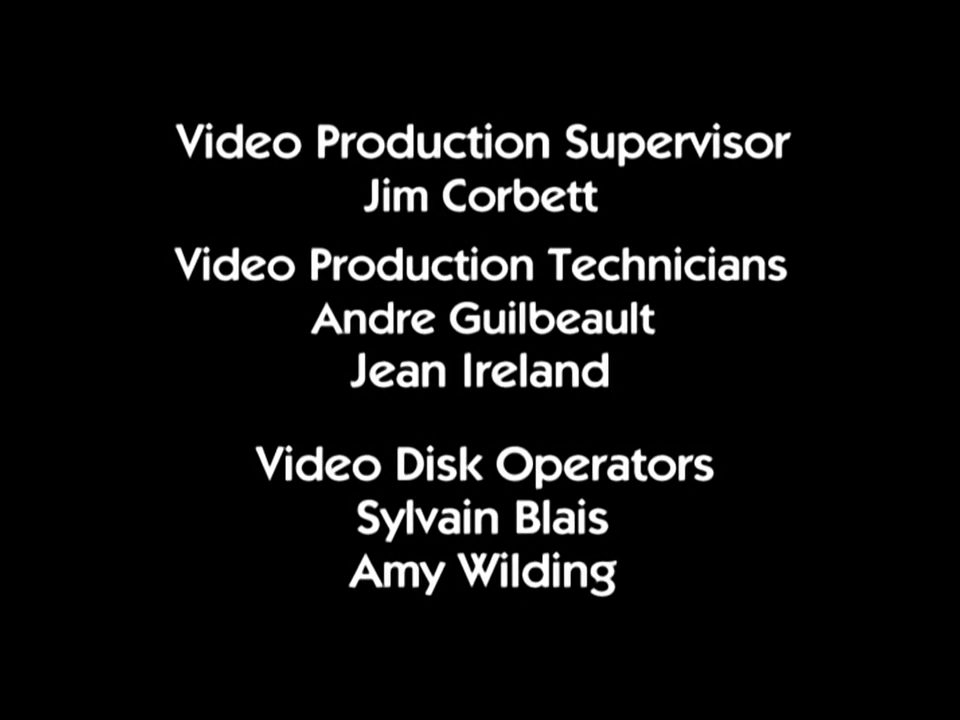 Video Production Supervisor
Jim Corbett
Video Production Technicians
Andre Guilbeault
Jean Ireland
Video Disk Operators
Sylvain Blais
Amy Wilding